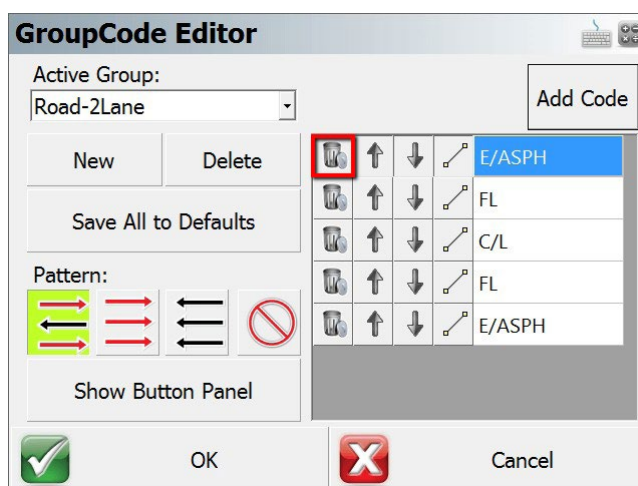 GroupCode Editor
Active Group:
Road-2Lane
Add Code
New
Delete
Save All to Defaults
Pattern:
Show Button Panel
E/ASPH
FL
C/L
FL
E/ASPH
OK
Cancel